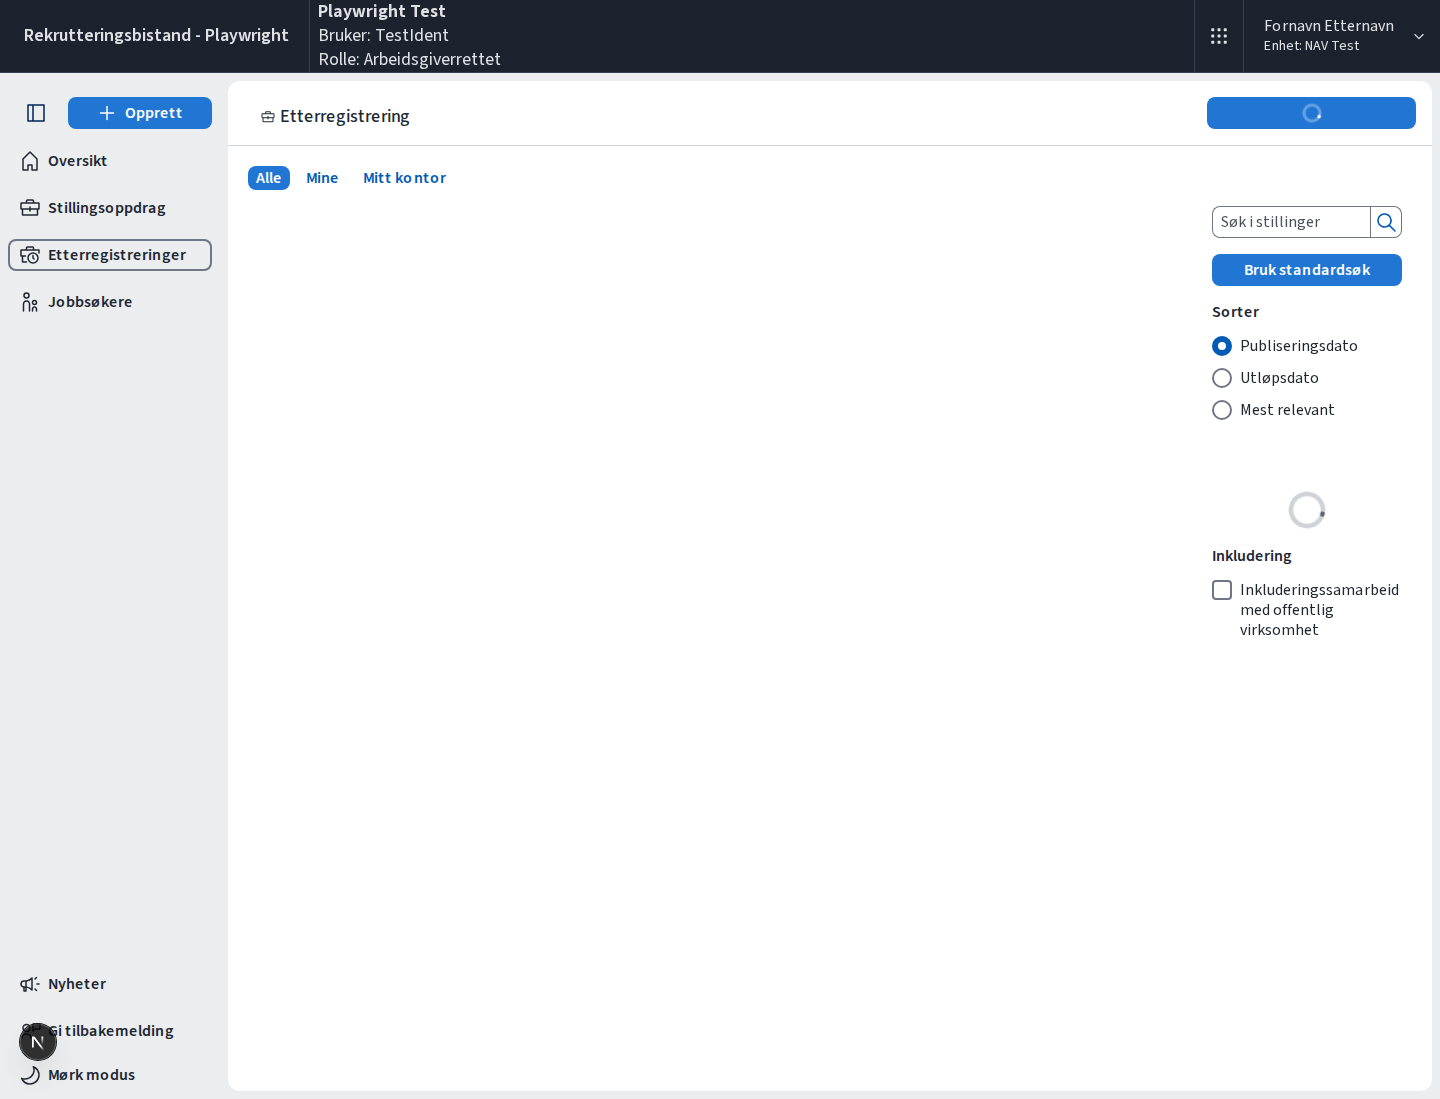 Rekrutteringsbistand - Playwright
Playwright Test
Bruker: TestIdent
Rolle: Arbeidsgiverrettet
Fornavn Etternavn
Enhet: NAV Test
Opprett
Oversikt
Stillingsoppdrag
Etterregistreringer
Jobbsøkere
Nyheter
Gi tilbakemelding
Mørk modus
N
Etterregistrering
Alle
Mine
Mitt kontor
Søk i stillinger
Bruk standardsøk
Sorter
Publiseringsdato
Utløpsdato
Mest relevant
Inkludering
Inkluderingssamarbeid
med offentlig
virksomhet